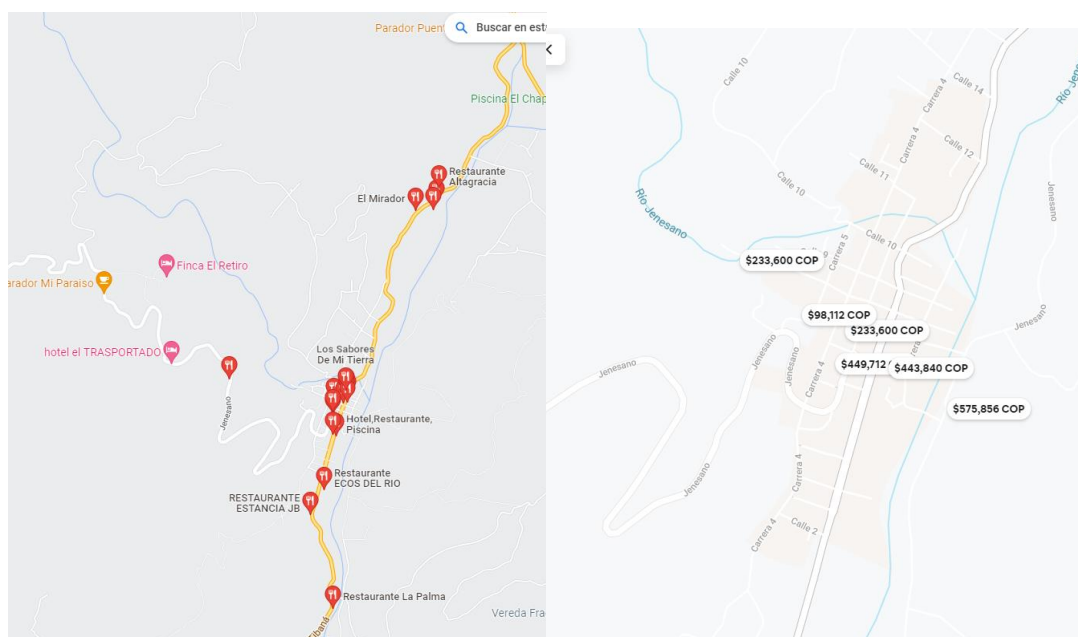 Parador Puen
Buscar en est
Piscina El Chap
Restaurante
Altagracia
El Mirador
Finca El Retiro
arador Mi Paraiso
hotel el TRASPORTADO
Los Sabores
De Mi Tierra
Jenesano
Hotel,Restaurante,
Piscina
Restaurante
ECOS DEL RIO
RESTAURANTE
ESTANCIA JB
Restaurante La Palma
Vereda Fra
Tibaná
Calle 10
Carrera 4
Calle 14
Río Jenes
Carrera 4
Calle 12
Calle 11
Calle 10
Jenesano
Río Jenesano
Carrera 5
Calle 10
$233,600 COP
$98,112 COP
$233,600 COP
Jenesano
Jenesano
Jenesano
Jenesano
Carrera 4
$449,712
$443,840 COP
$575,856 COP
Jenesano
Carrera 4
Calle 2
Carrera 4